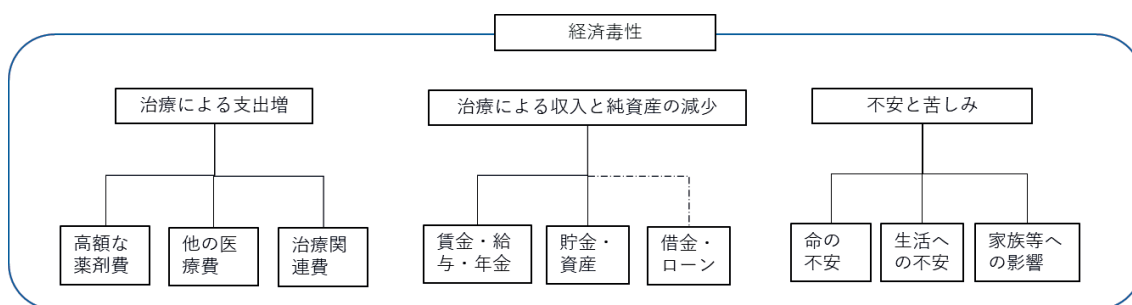 経済毒性
治療による支出増
治療による収入と純資産の減少
不安と苦しみ
高額な
薬剤費
他の医
療費
治療関
連費
賃金・給
与・年金
貯金・
資産
借金・
ローン
命の
不安
生活へ
の不安
家族等へ
の影響